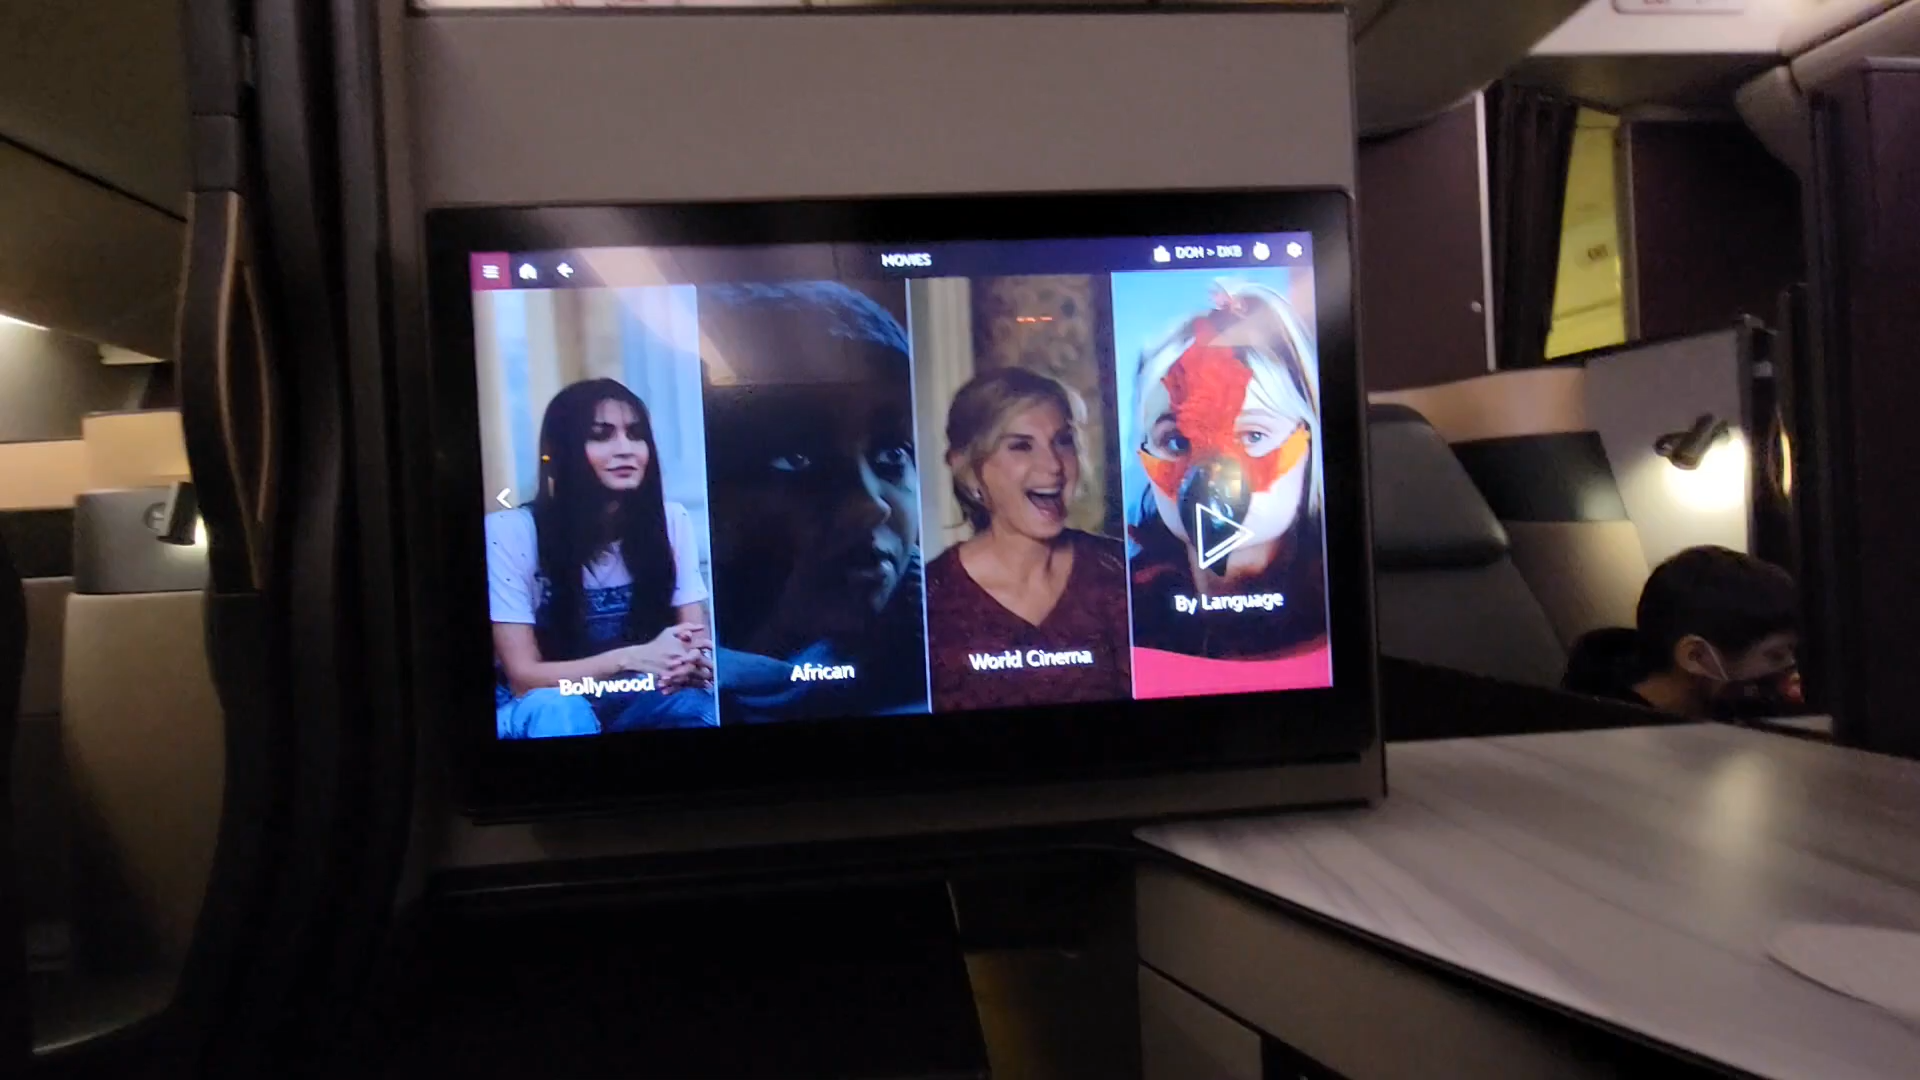 MOVIES
DOH > DXB
Bollywood
African
World Cinema
By Language